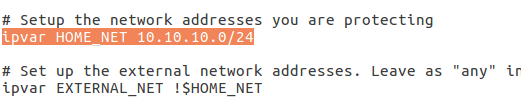 # Setup the network addresses you are protecting
ipvar HOME_NET 10.10.10.0/24
# Set up the external network addresses. Leave as "any" in
ipvar EXTERNAL_NET !$HOME_NET